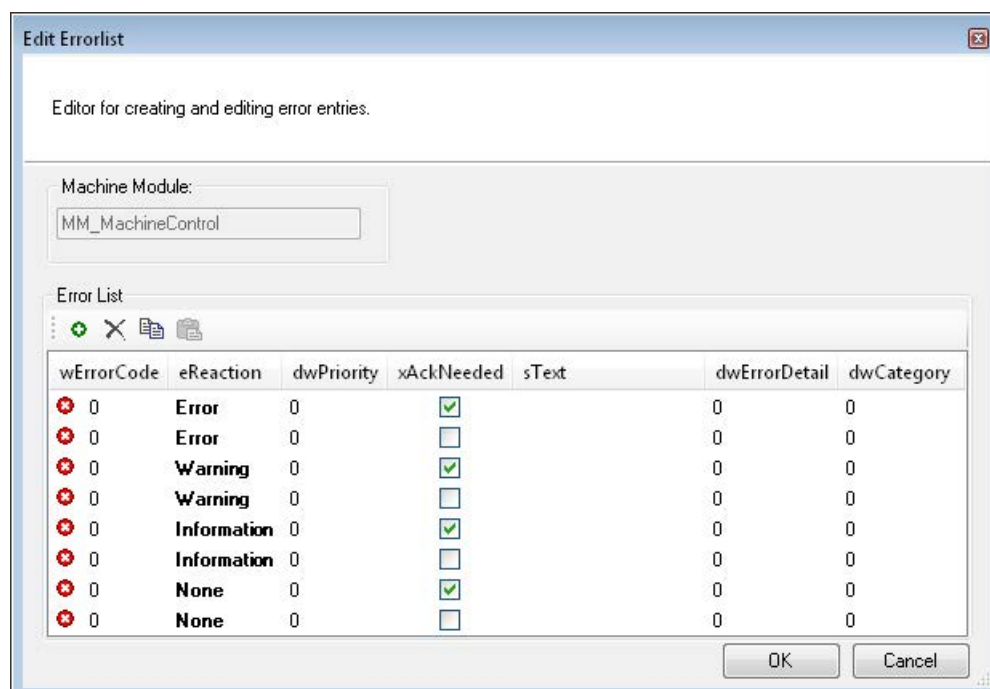 Edit Errorlist
Editor for creating and editing error entries.
Machine Module:
MM_MachineControl
Error List
wErrorCode eReaction dwPriority xAckNeeded sText dwErrorDetail dwCategory
0 Error 0 0 0
0 Error 0 0 0
0 Warning 0 0 0
0 Warning 0 0 0
0 Information 0 0 0
0 Information 0 0 0
0 None 0 0 0
0 None 0 0 0
OK Cancel